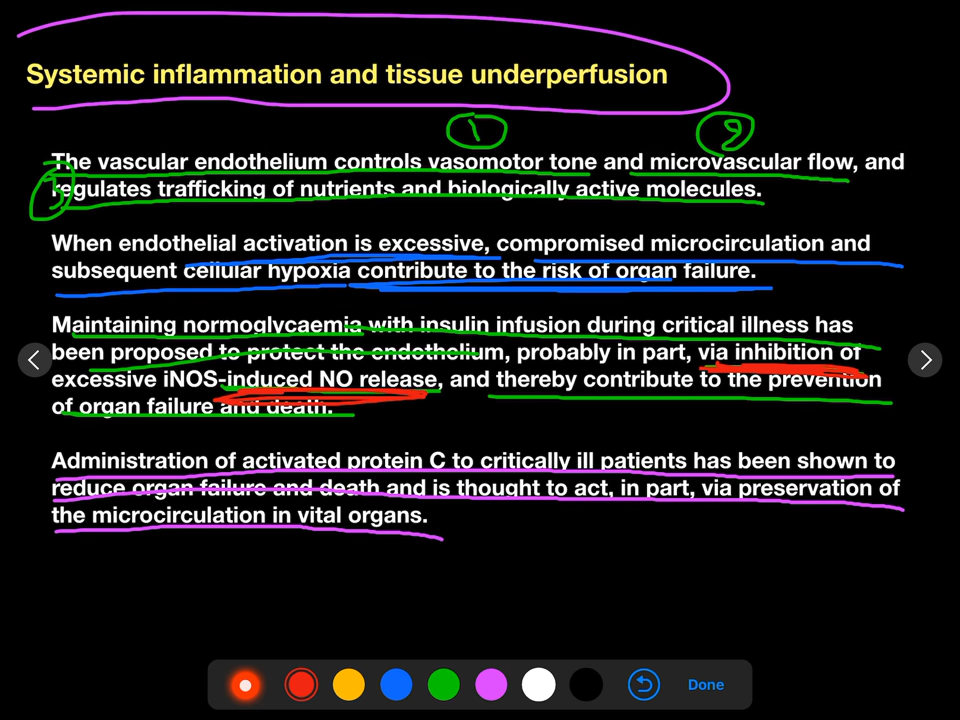 Systemic inflammation and tissue underperfusion
1
2
3
The vascular endothelium controls vasomotor tone and microvascular flow, and
regulates trafficking of nutrients and biologically active molecules.
When endothelial activation is excessive, compromised microcirculation and
subsequent cellular hypoxia contribute to the risk of organ failure.
Maintaining normoglycaemia with insulin infusion during critical illness has
been proposed to protect the endothelium, probably in part, via inhibition of
excessive iNOS-induced NO release, and thereby contribute to the prevention
of organ failure and death.
Administration of activated protein C to critically ill patients has been shown to
reduce organ failure and death and is thought to act, in part, via preservation of
the microcirculation in vital organs.
Done